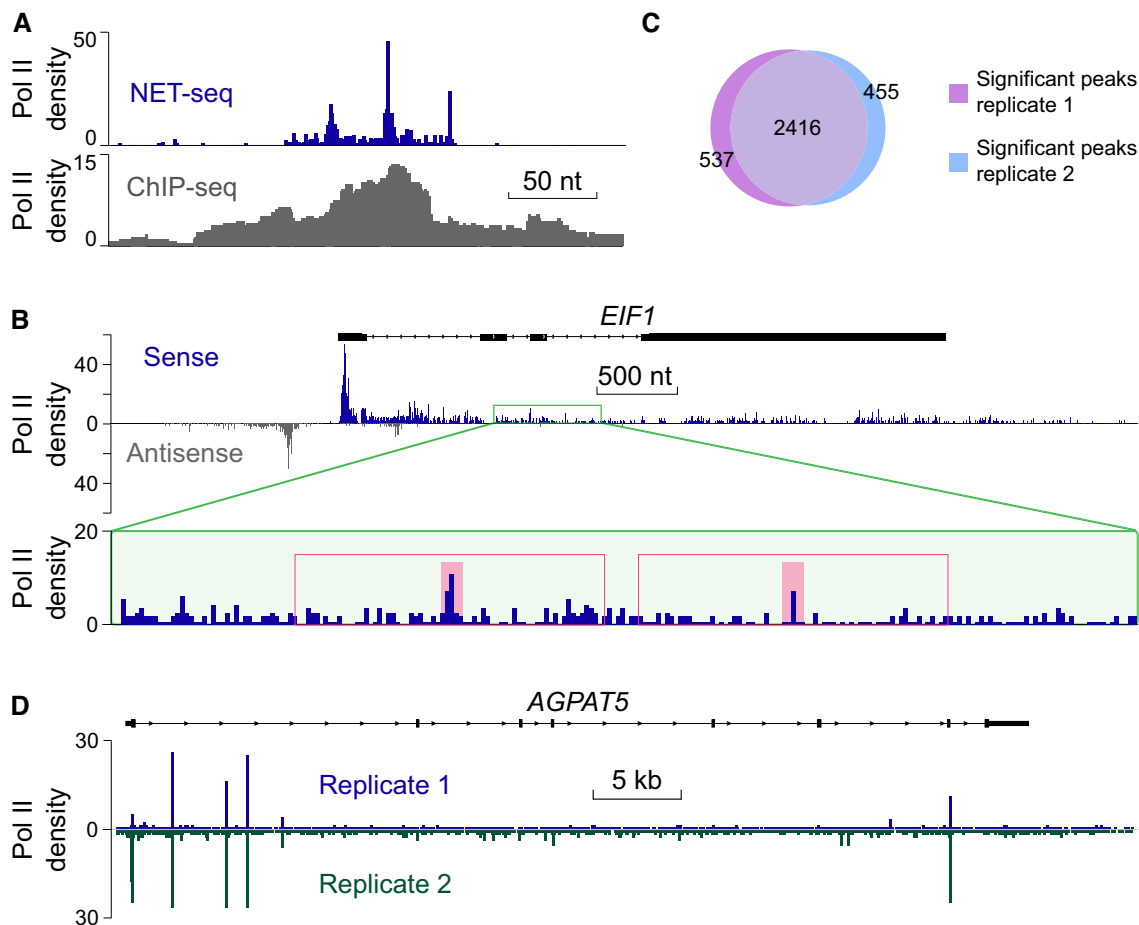 A
50
Pol II
density
NET-seq
0
15
Pol II
density
ChIP-seq
50 nt
0
C
455
2416
537
Significant peaks
replicate 1
Significant peaks
replicate 2
B
EIF1
Sense
40
500 nt
Pol II
density
0
Antisense
40
20
Pol II
density
0
D
AGPAT5
30
Replicate 1
5 kb
Pol II
density
0
Replicate 2
30